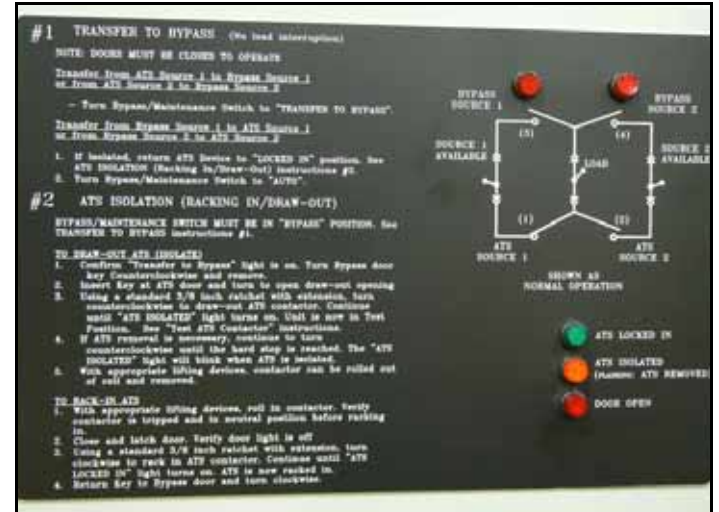 #1 TRANSFER TO BYPASS (No load interruption)
NOTE: DOORS MUST BE CLOSED TO OPERATE
Transfer from ATS Source 1 to Bypass Source 1
or from ATS Source 2 to Bypass Source 2
- Turn Bypass/Maintenance Switch to "TRANSFER TO BYPASS".
Transfer from Bypass Source 1 to ATS Source 1
or from Bypass Source 2 to ATS Source 2
1. If isolated, return ATS Device to "LOCKED IN" position. See
ATS ISOLATION (Racking In/Draw-Out) instructions #2.
2. Turn Bypass/Maintenance Switch to "AUTO".
#2 ATS ISOLATION (RACKING IN/DRAW-OUT)
BYPASS/MAINTENANCE SWITCH MUST BE IN "BYPASS" POSITION. See
TRANSFER TO BYPASS instructions #1.
TO DRAW-OUT ATS (ISOLATE)
1. Confirm "Transfer to Bypass" light is on. Turn Bypass door
key Counterclockwise and remove.
2. Insert Key at ATS door and turn to open draw-out opening
3. Using a standard 3/8 inch ratchet with extension, turn
counterclockwise to draw-out ATS contactor. Continue
until "ATS ISOLATED" light turns on. Unit is now in Test
Position. See "Test ATS Contactor" instructions.
4. If ATS removal is necessary, continue to turn
counterclockwise until the hard stop is reached. The "ATS
ISOLATED" light will blink when ATS is isolated.
5. With appropriate lifting devices, contactor can be rolled out
of cell and removed.
TO RACK-IN ATS
1. With appropriate lifting devices, roll in contactor. Verify
contactor is tripped and in neutral position before racking
in.
2. Close and latch door. Verify door light is off
3. Using a standard 3/8 inch ratchet with extension, turn
clockwise to rack in ATS contactor. Continue until "ATS
LOCKED IN" light turns on. ATS is now racked in.
4. Return Key to Bypass door and turn clockwise.
BYPASS
SOURCE 1
BYPASS
SOURCE 2
(3)
(4)
SOURCE 1
AVAILABLE
LOAD
SOURCE 2
AVAILABLE
(1)
(2)
ATS
SOURCE 1
ATS
SOURCE 2
SHOWN AS
NORMAL OPERATION
ATS LOCKED IN
ATS ISOLATED
(FLASHING: ATS REMOVED)
DOOR OPEN